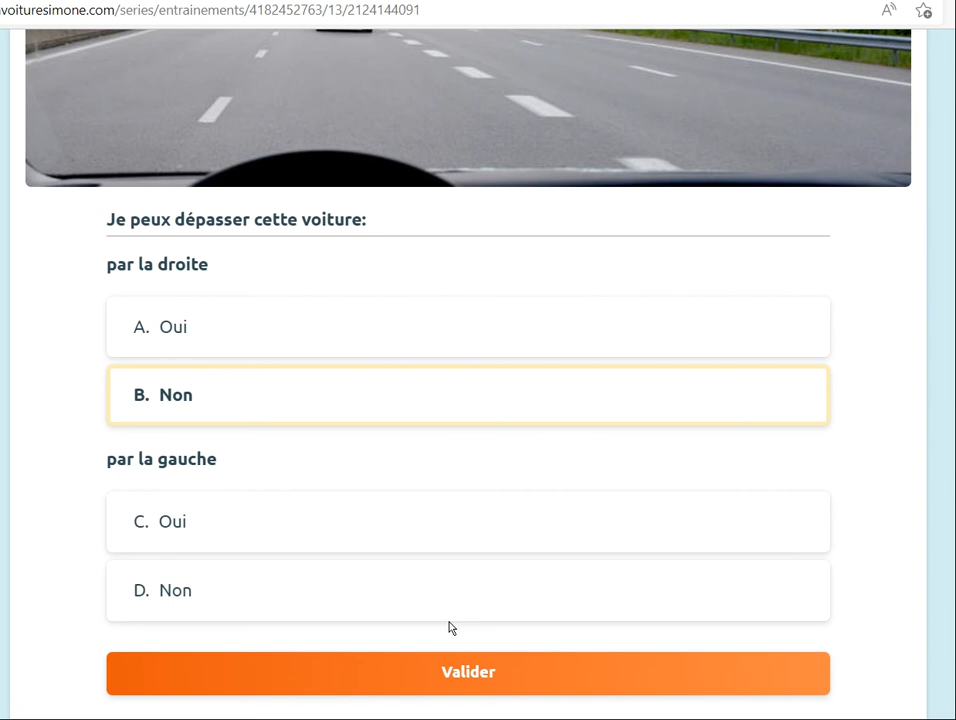 voituresimone.com/series/entrainements/4182452763/13/2124144091
Je peux dépasser cette voiture:
par la droite
A. Oui
B. Non
par la gauche
C. Oui
D. Non
Valider